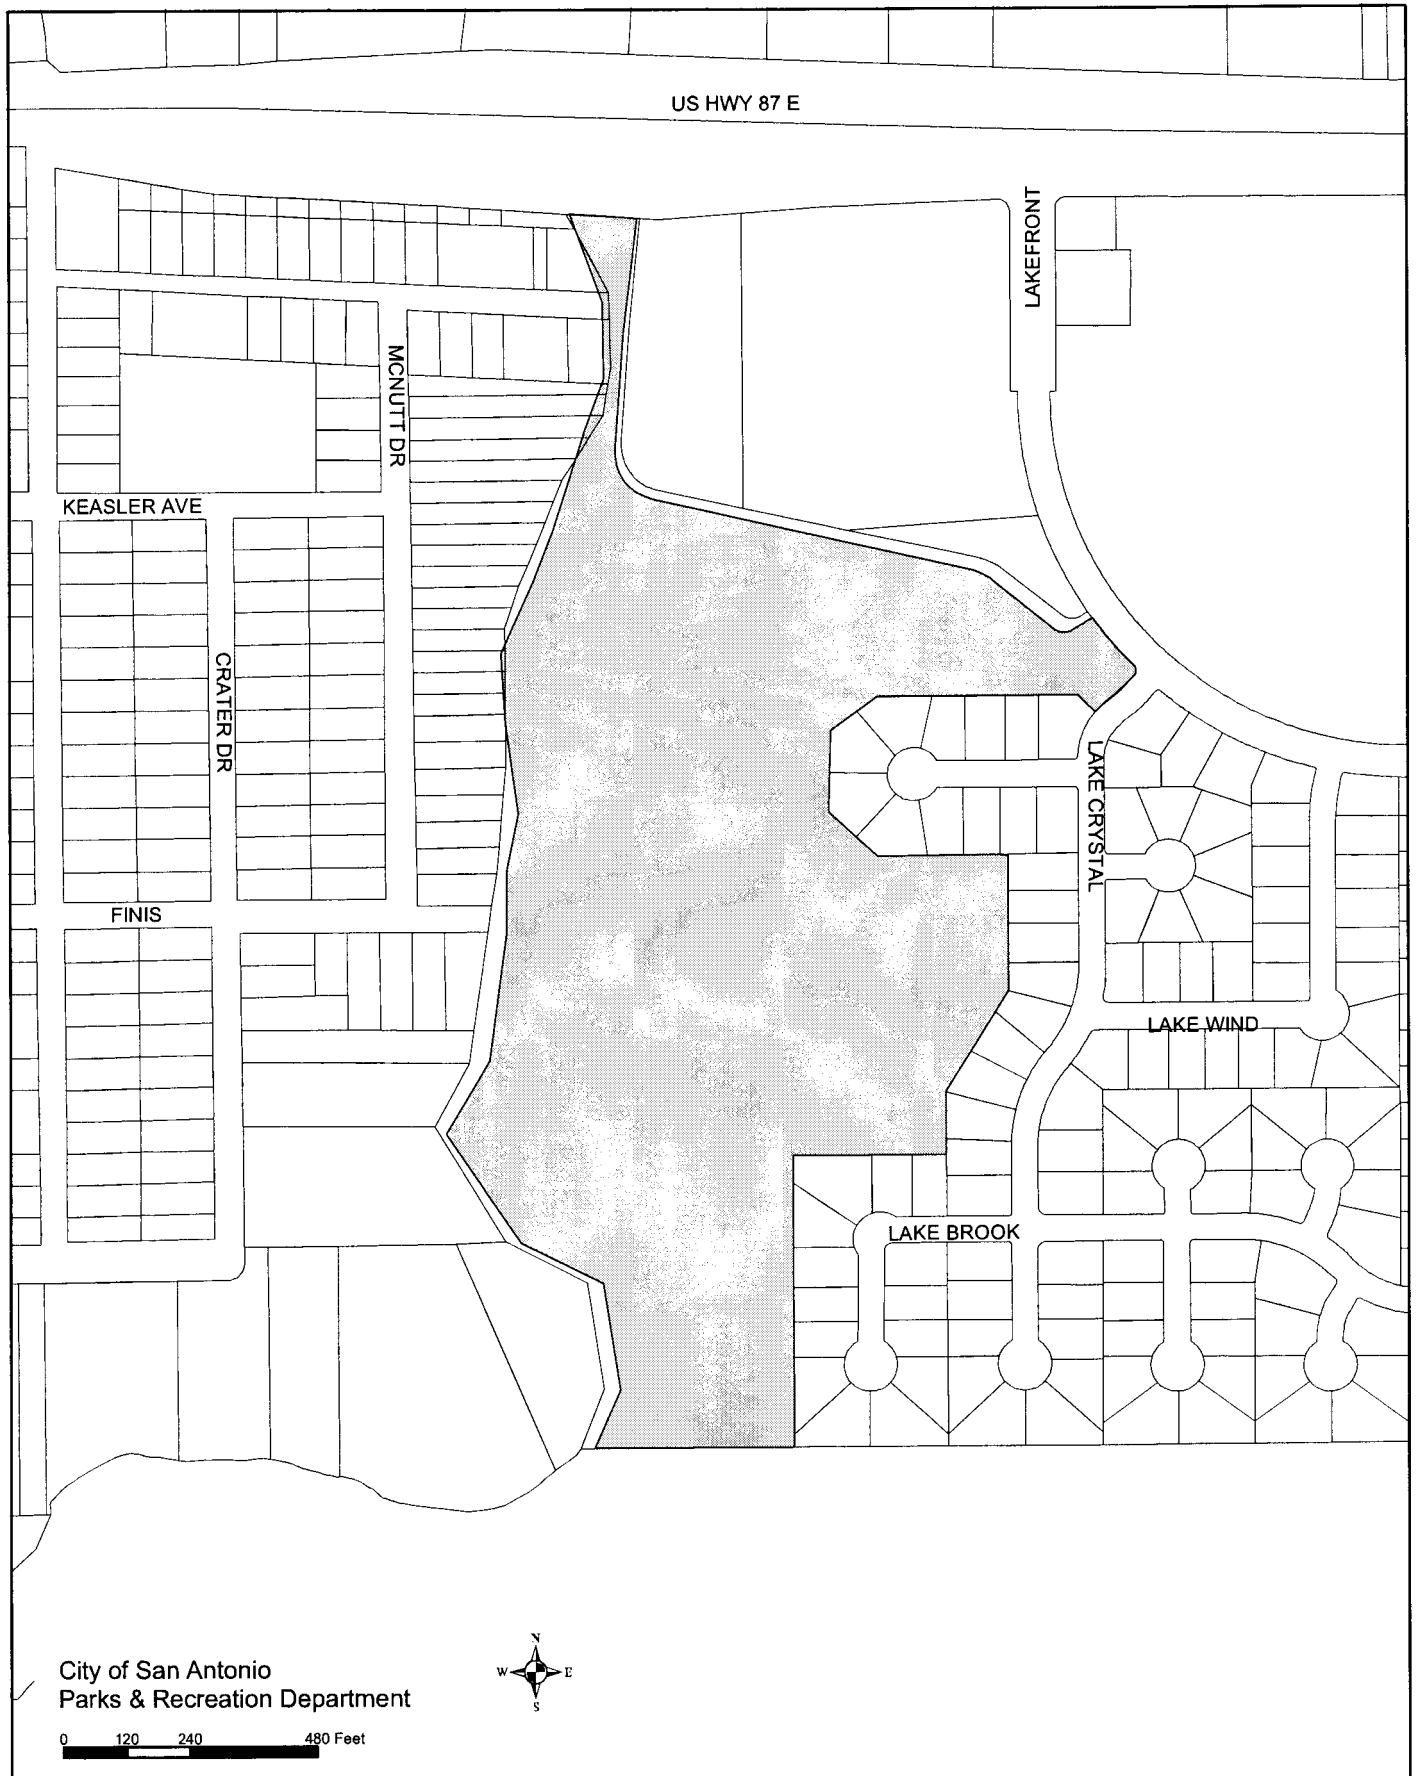 US HWY 87 E
LAKEFRONT
MCNUTT DR
KEASLER AVE
CRATER DR
LAKE CRYSTAL
FINIS
LAKE WIND
LAKE BROOK
N
W E
S
City of San Antonio
Parks & Recreation Department
0 120 240 480 Feet